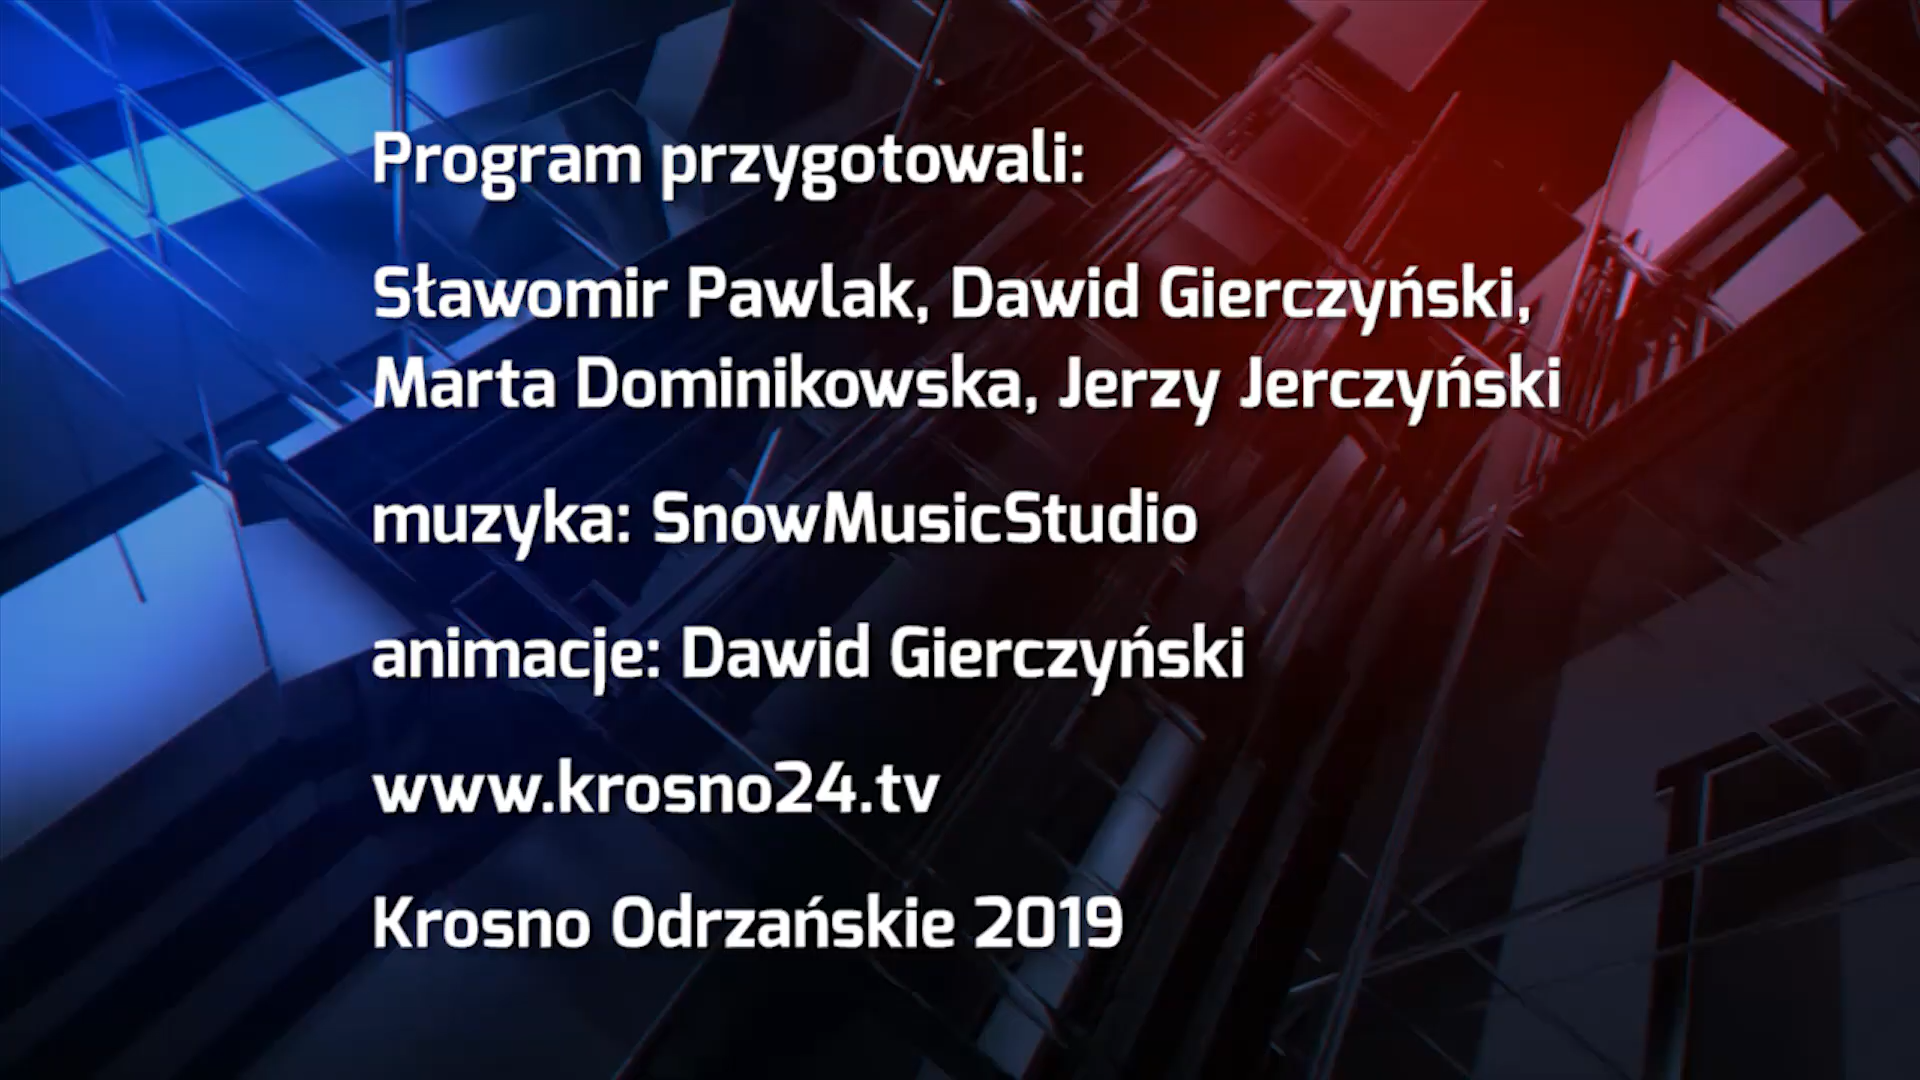 Program przygotowali:
Sławomir Pawlak, Dawid Gierczyński,
Marta Dominikowska, Jerzy Jerczyński
muzyka: SnowMusicStudio
animacje: Dawid Gierczyński
www.krosno24.tv
Krosno Odrzańskie 2019